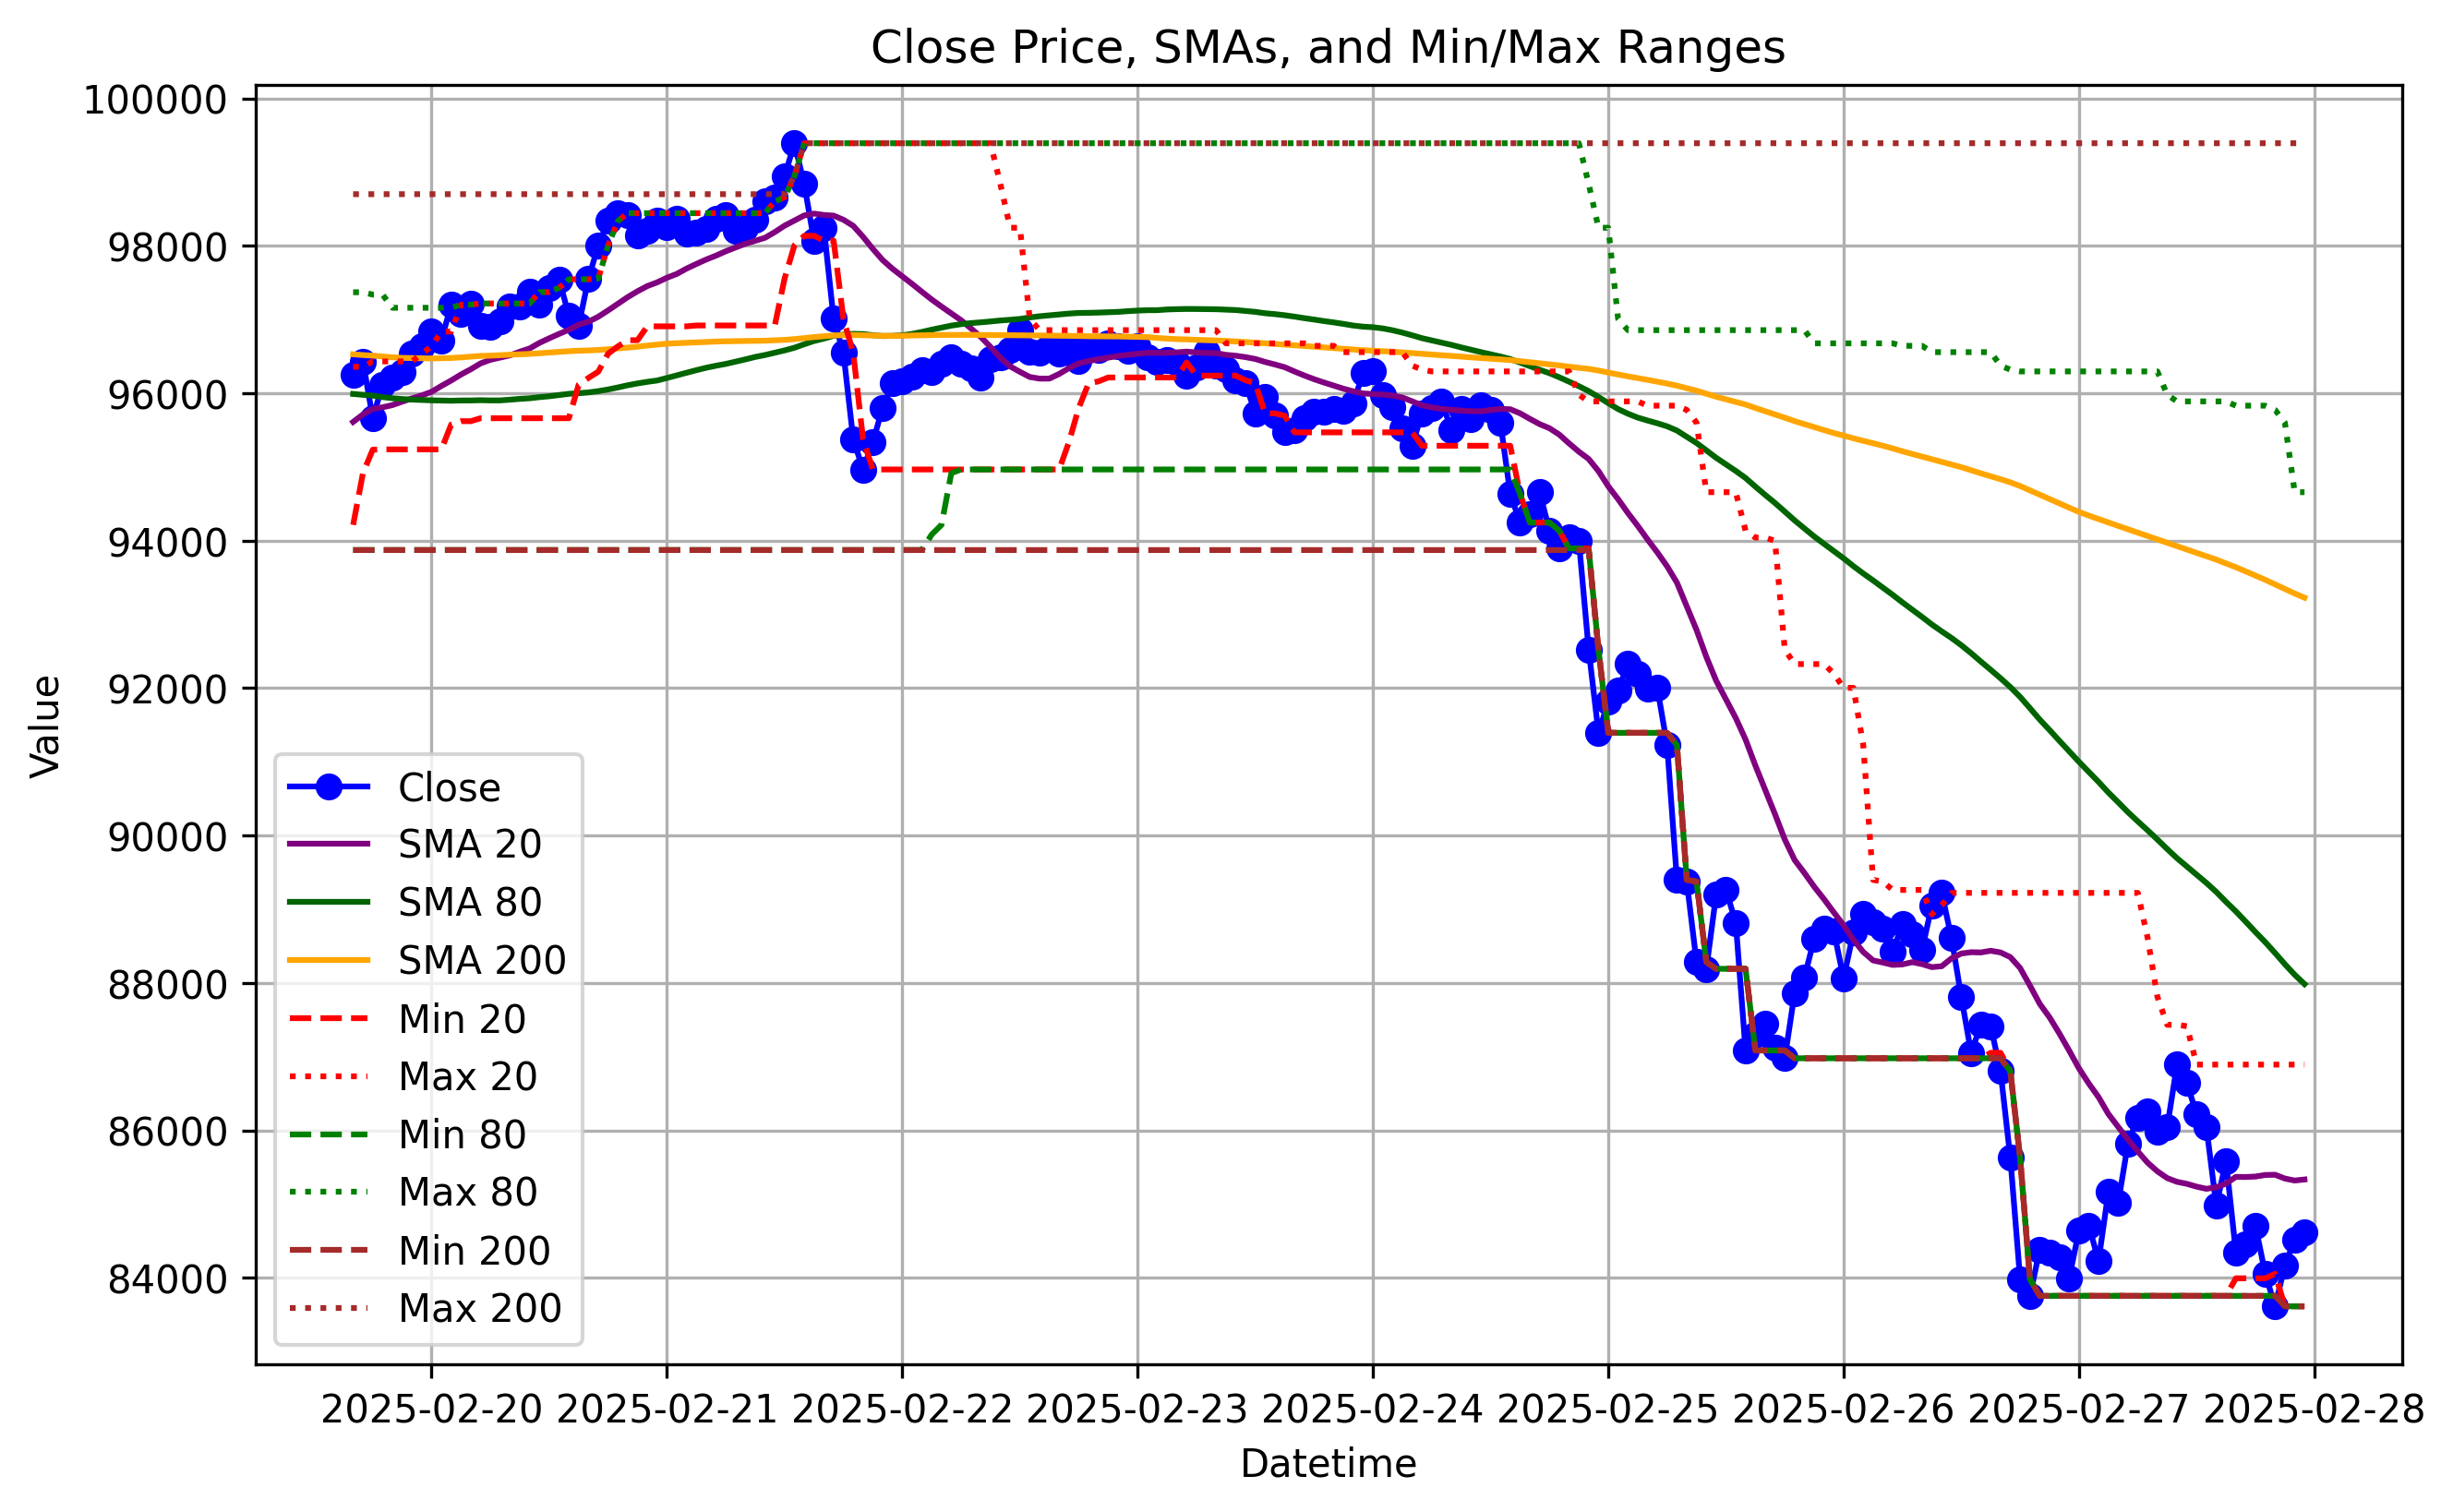 Close Price, SMAs, and Min/Max Ranges
100000
98000
96000
94000
92000
90000
88000
86000
84000
Value
Close
SMA 20
SMA 80
SMA 200
Min 20
Max 20
Min 80
Max 80
Min 200
Max 200
2025-02-20 2025-02-21 2025-02-22 2025-02-23 2025-02-24 2025-02-25 2025-02-26 2025-02-27 2025-02-28
Datetime